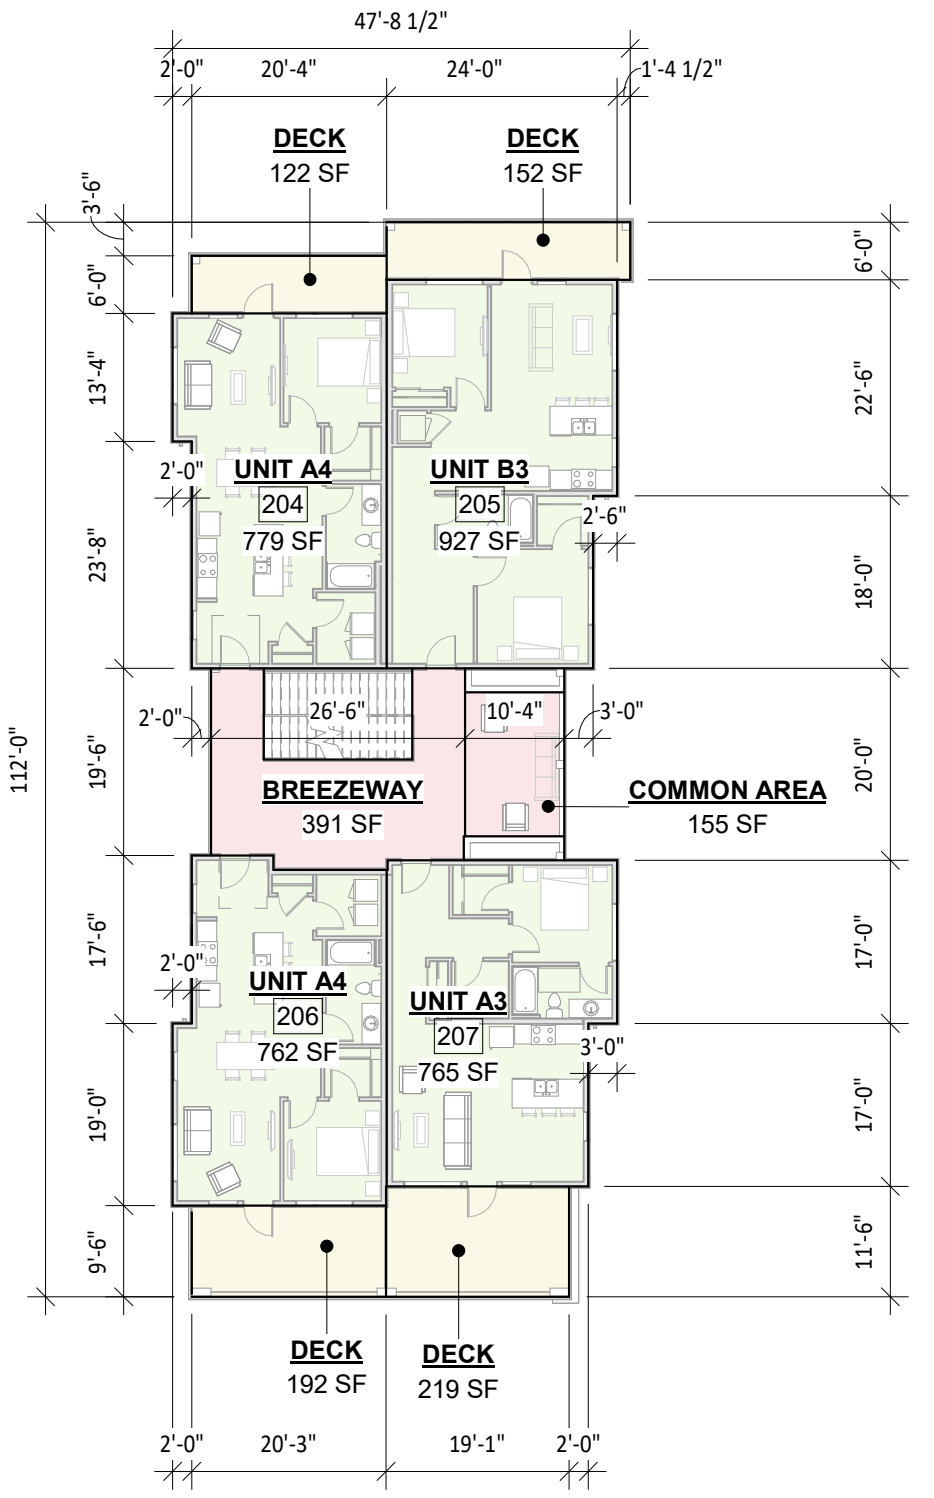 47'-8 1/2"
2'-0"
20'-4"
24'-0"
1'-4 1/2"
DECK
122 SF
DECK
152 SF
3'-6"
6'-0"
6'-0"
13'-4"
22'-6"
2'-0"
UNIT A4
204
779 SF
UNIT B3
205
927 SF
2'-6"
23'-8"
18'-0"
2'-0"
26'-6"
10'-4"
3'-0"
112'-0"
19'-6"
20'-0"
BREEZEWAY
391 SF
COMMON AREA
155 SF
17'-6"
17'-0"
2'-0"
UNIT A4
206
762 SF
UNIT A3
207
765 SF
3'-0"
19'-0"
17'-0"
9'-6"
11'-6"
DECK
192 SF
DECK
219 SF
2'-0"
20'-3"
19'-1"
2'-0"